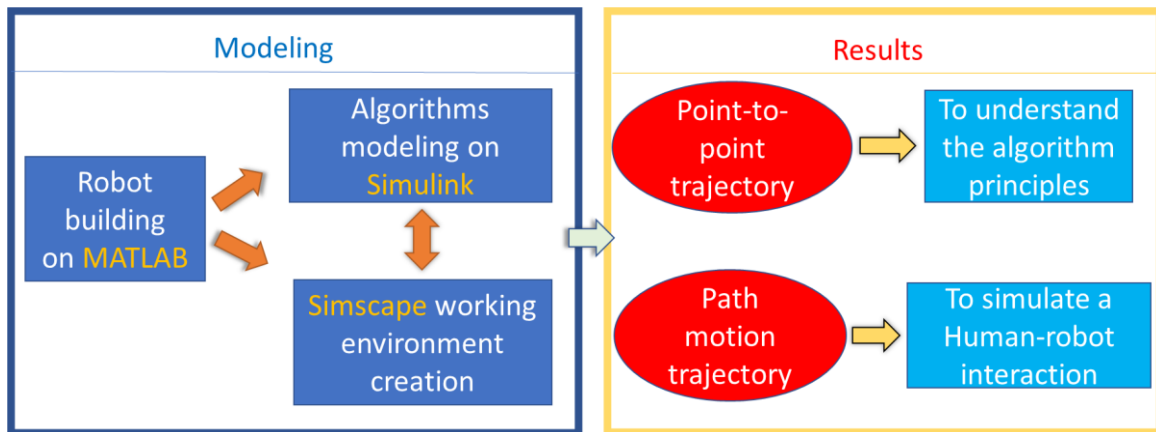 Modeling
Robot
building
on MATLAB
Algorithms
modeling on
Simulink
Simscape working
environment
creation
Results
Point-to-
point
trajectory
To understand
the algorithm
principles
Path
motion
trajectory
To simulate a
Human-robot
interaction